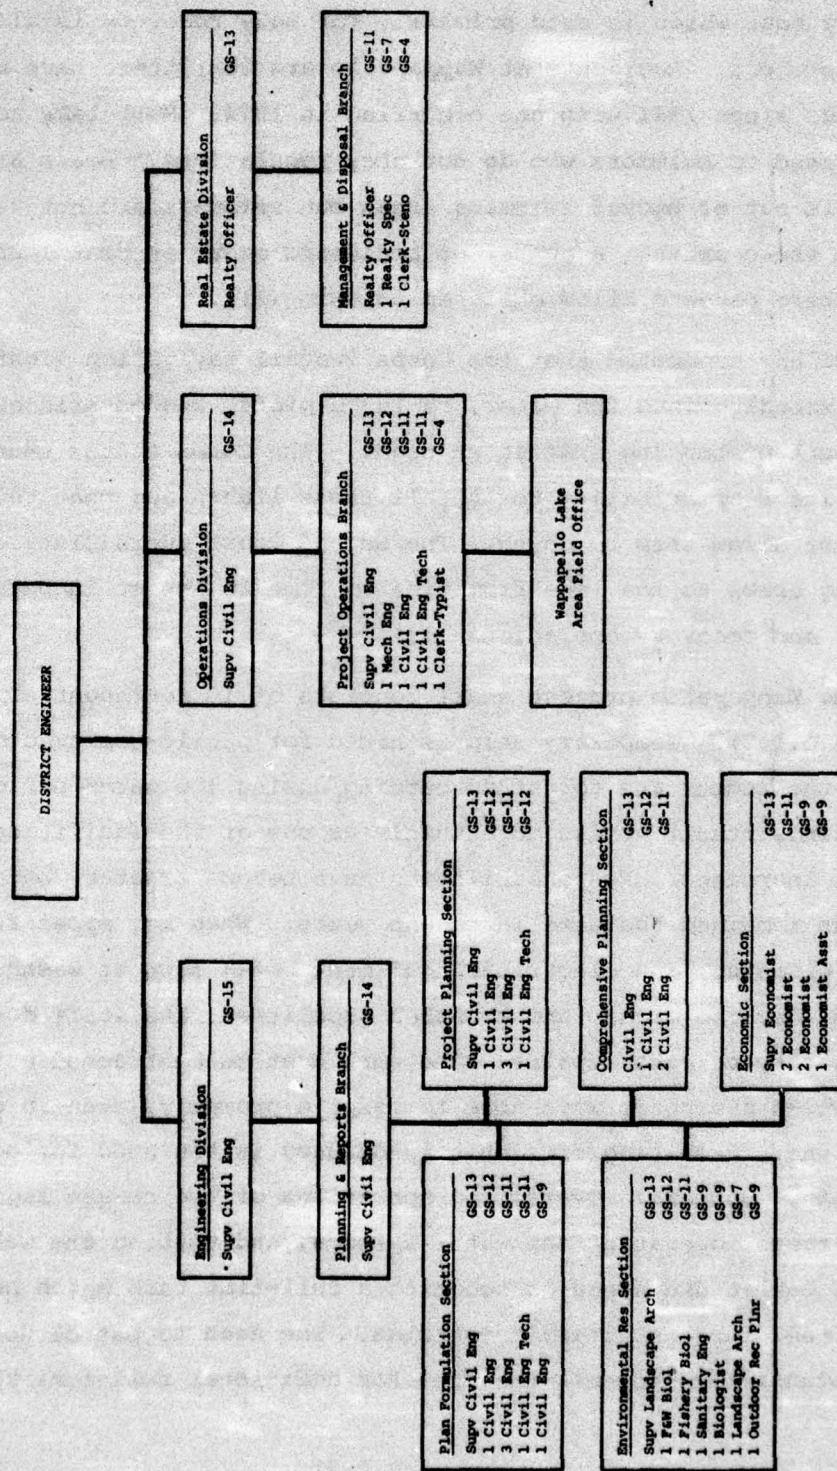 DISTRICT ENGINEER
Engineering Division
Supv Civil Eng GS-15
Operations Division
Supv Civil Eng GS-14
Real Estate Division
Realty Officer GS-13
Planning & Reports Branch
Supv Civil Eng GS-14
Project Operations Branch
Supv Civil Eng GS-13
1 Mech Eng GS-12
1 Civil Eng GS-11
1 Civil Eng Tech GS-11
1 Clerk-Typist GS-4
Management & Disposal Branch
Realty Officer GS-11
1 Realty Spec GS-7
1 Clerk-Steno GS-4
Plan Formulation Section
Supv Civil Eng GS-13
1 Civil Eng GS-12
3 Civil Eng GS-11
1 Civil Eng Tech GS-11
1 Civil Eng GS-9
Project Planning Section
Supv Civil Eng GS-13
1 Civil Eng GS-12
3 Civil Eng GS-11
1 Civil Eng Tech GS-12
Wappapello Lake
Area Field Office
Environmental Res Section
Supv Landscape Arch GS-13
1 F&W Biol GS-12
1 Fishery Biol GS-11
1 Sanitary Eng GS-9
1 Biologist GS-9
1 Landscape Arch GS-7
1 Outdoor Rec Plnr GS-9
Comprehensive Planning Section
Civil Eng GS-13
1 Civil Eng GS-12
2 Civil Eng GS-11
Economic Section
Supv Economist GS-13
2 Economist GS-11
2 Economist GS-9
1 Economist Asst GS-9